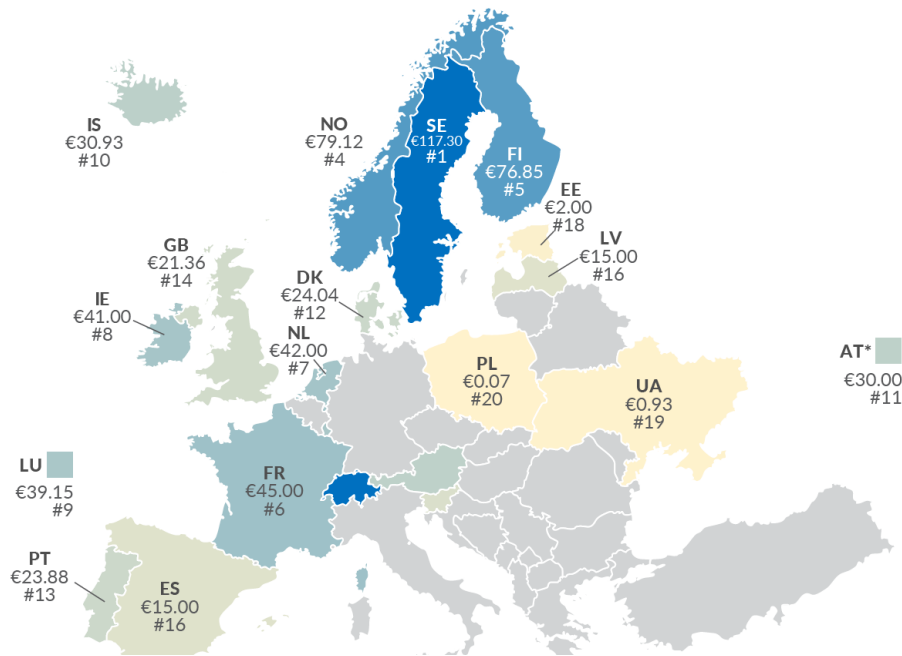 IS
€30.93
#10
NO
€79.12
#4
SE
€117.30
#1
FI
€76.85
#5
EE
€2.00
#18
LV
€15.00
#16
GB
€21.36
#14
DK
€24.04
#12
IE
€41.00
#8
NL
€42.00
#7
PL
€0.07
#20
UA
€0.93
#19
AT*
€30.00
#11
LU
€39.15
#9
FR
€45.00
#6
PT
€23.88
#13
ES
€15.00
#16